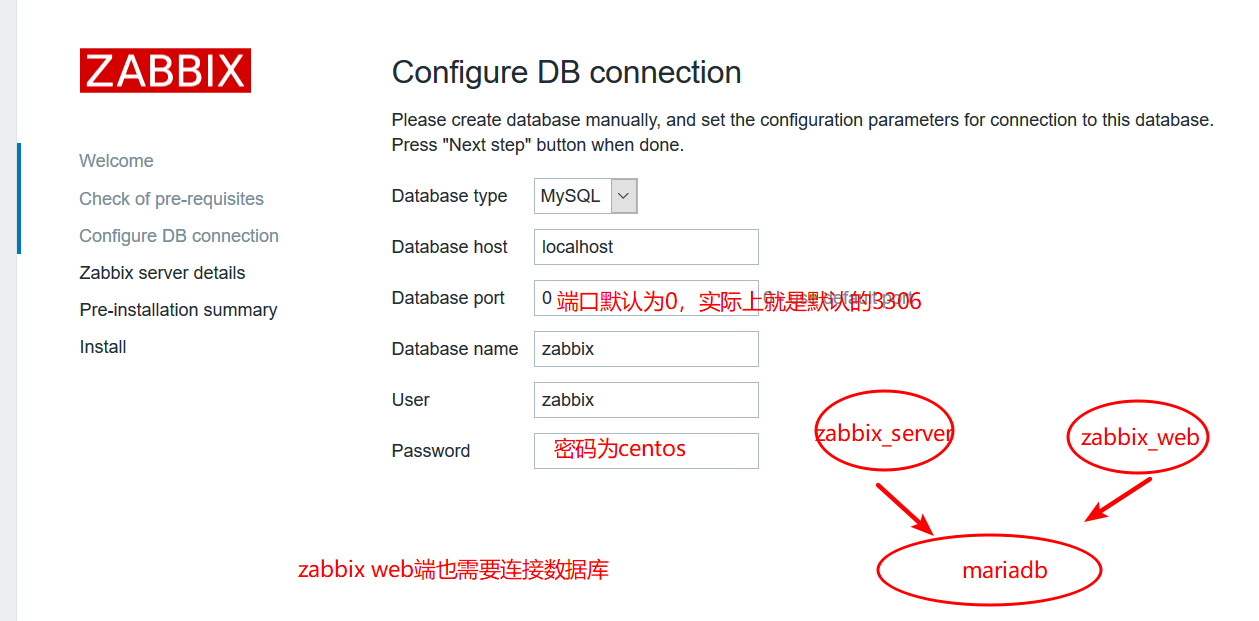 ZABBIX
Configure DB connection
Please create database manually, and set the configuration parameters for connection to this database.
Press "Next step" button when done.
Welcome
Check of pre-requisites
Configure DB connection
Zabbix server details
Pre-installation summary
Install
Database type MySQL
Database host localhost
Database port 0 端口默认为0，实际上就是默认的3306
Database name zabbix
User zabbix
Password 密码为centos
zabbix_server
zabbix_web
mariadb
zabbix web端也需要连接数据库